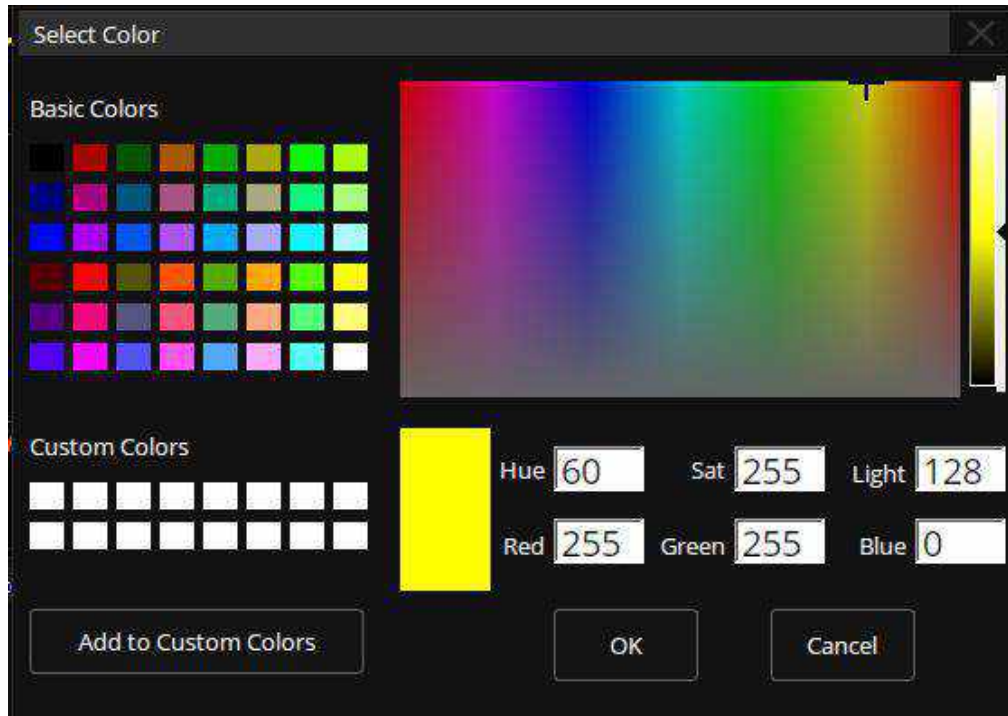 Select Color
Basic Colors
Custom Colors
Hue 60 Sat 255 Light 128
Red 255 Green 255 Blue 0
Add to Custom Colors OK Cancel